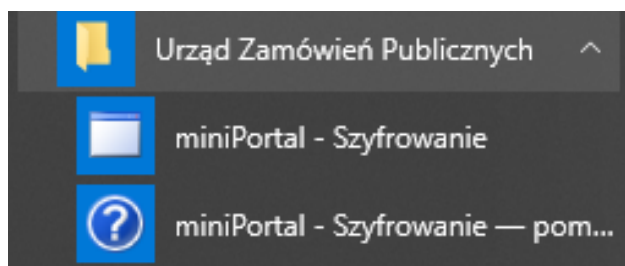 Urząd Zamówień Publicznych
miniPortal - Szyfrowanie
miniPortal - Szyfrowanie — pom...